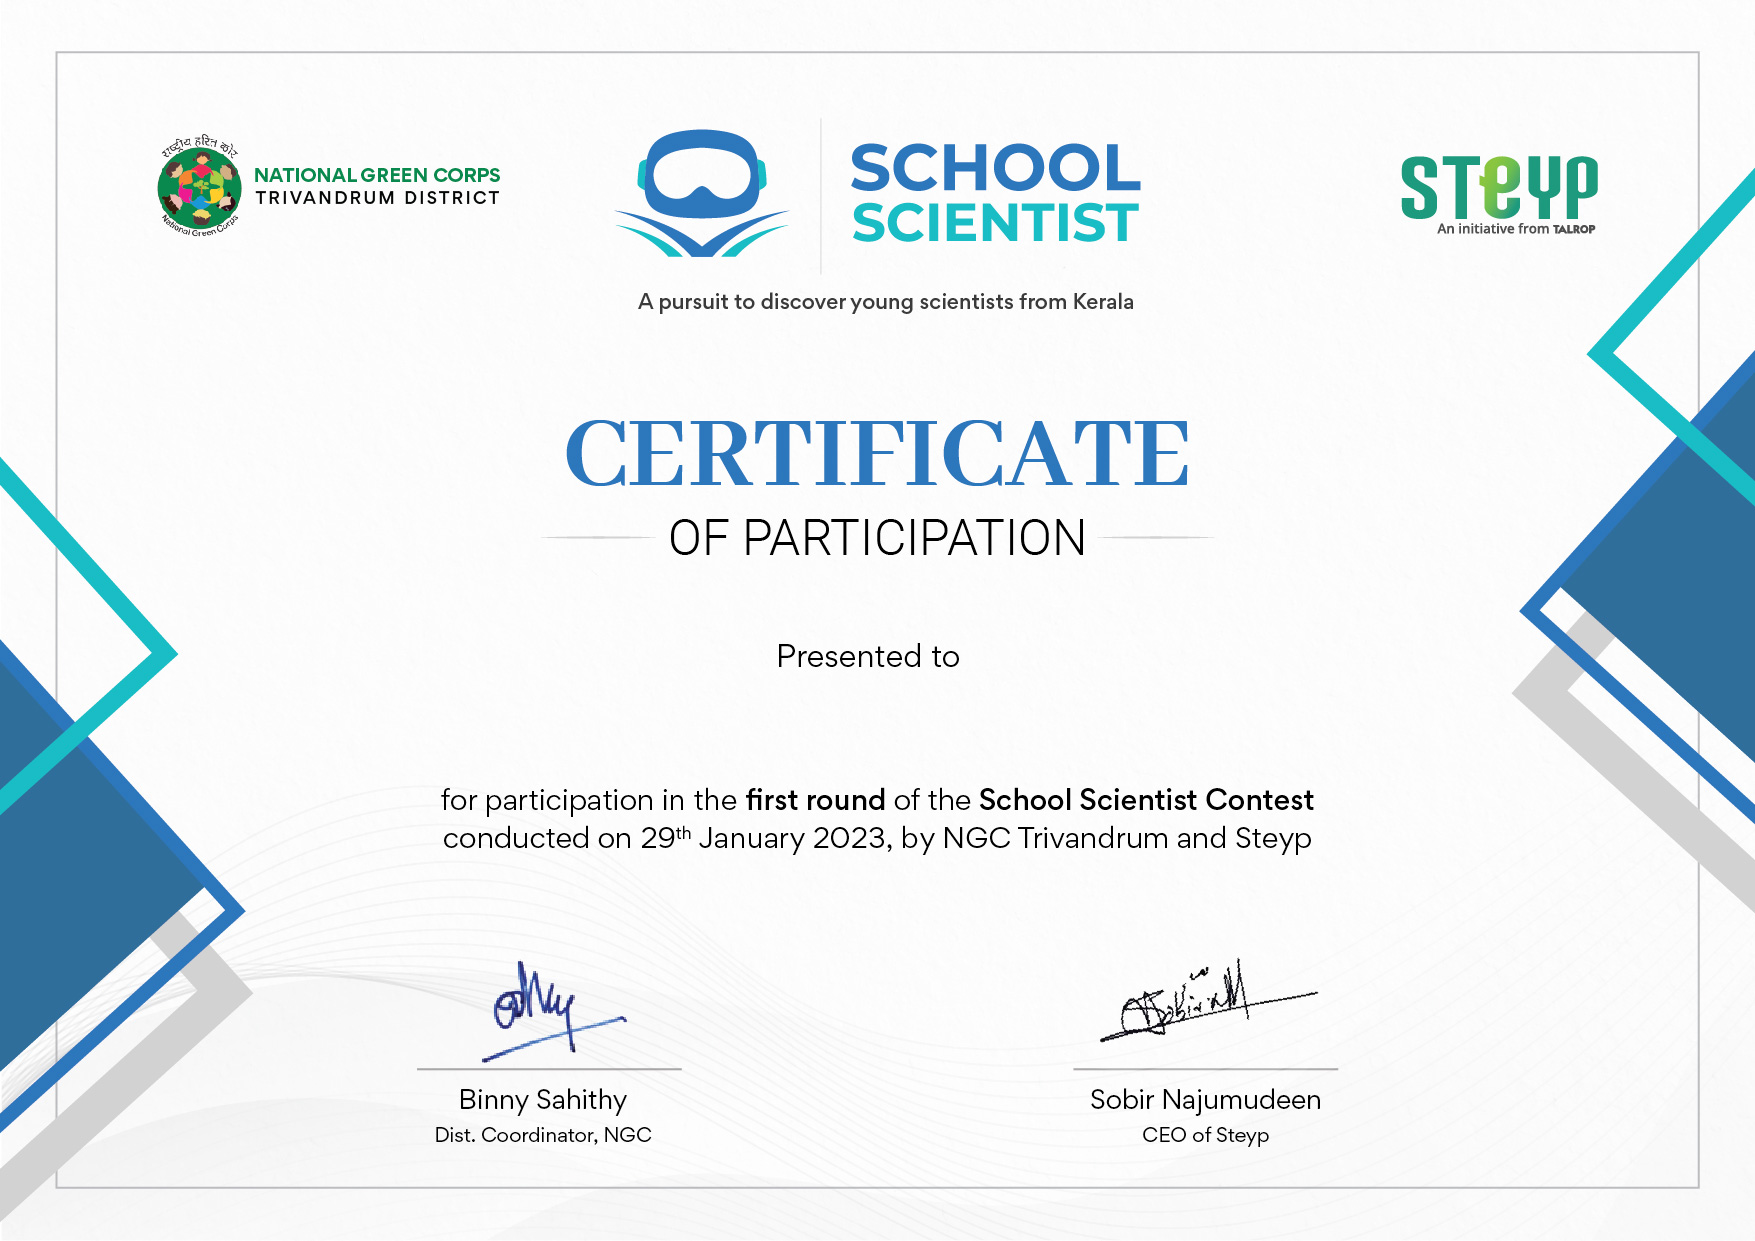 राष्ट्रीय हरित कोर
National Green Corps
NATIONAL GREEN CORPS
TRIVANDRUM DISTRICT
SCHOOL
SCIENTIST
A pursuit to discover young scientists from Kerala
STEYP
An initiative from TALROP
CERTIFICATE
OF PARTICIPATION
Presented to
for participation in the first round of the School Scientist Contest
conducted on 29th January 2023, by NGC Trivandrum and Steyp
Binny Sahithy
Dist. Coordinator, NGC
Sobir Najumudeen
CEO of Steyp